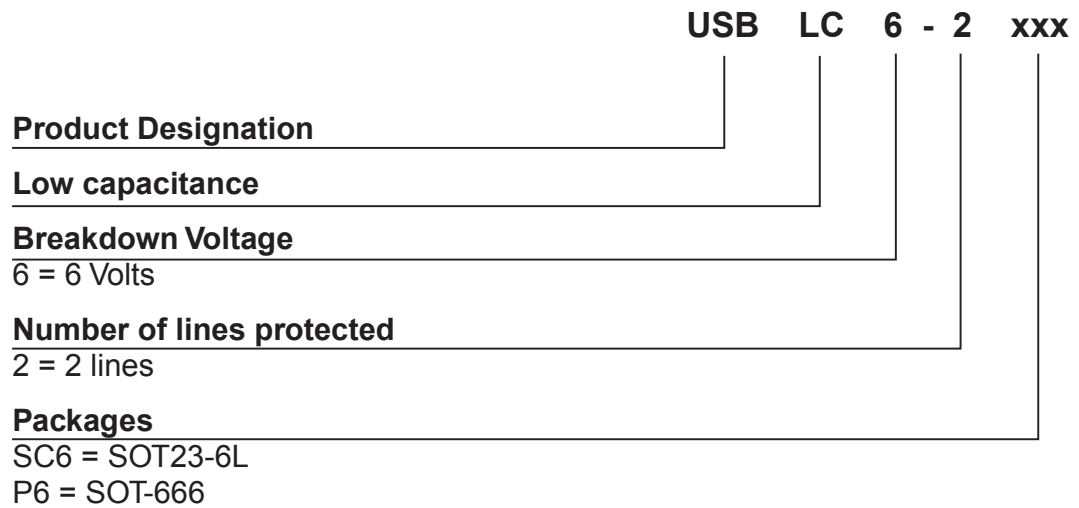 USB LC 6 - 2 xxx
Product Designation
Low capacitance
Breakdown Voltage
6 = 6 Volts
Number of lines protected
2 = 2 lines
Packages
SC6 = SOT23-6L
P6 = SOT-666